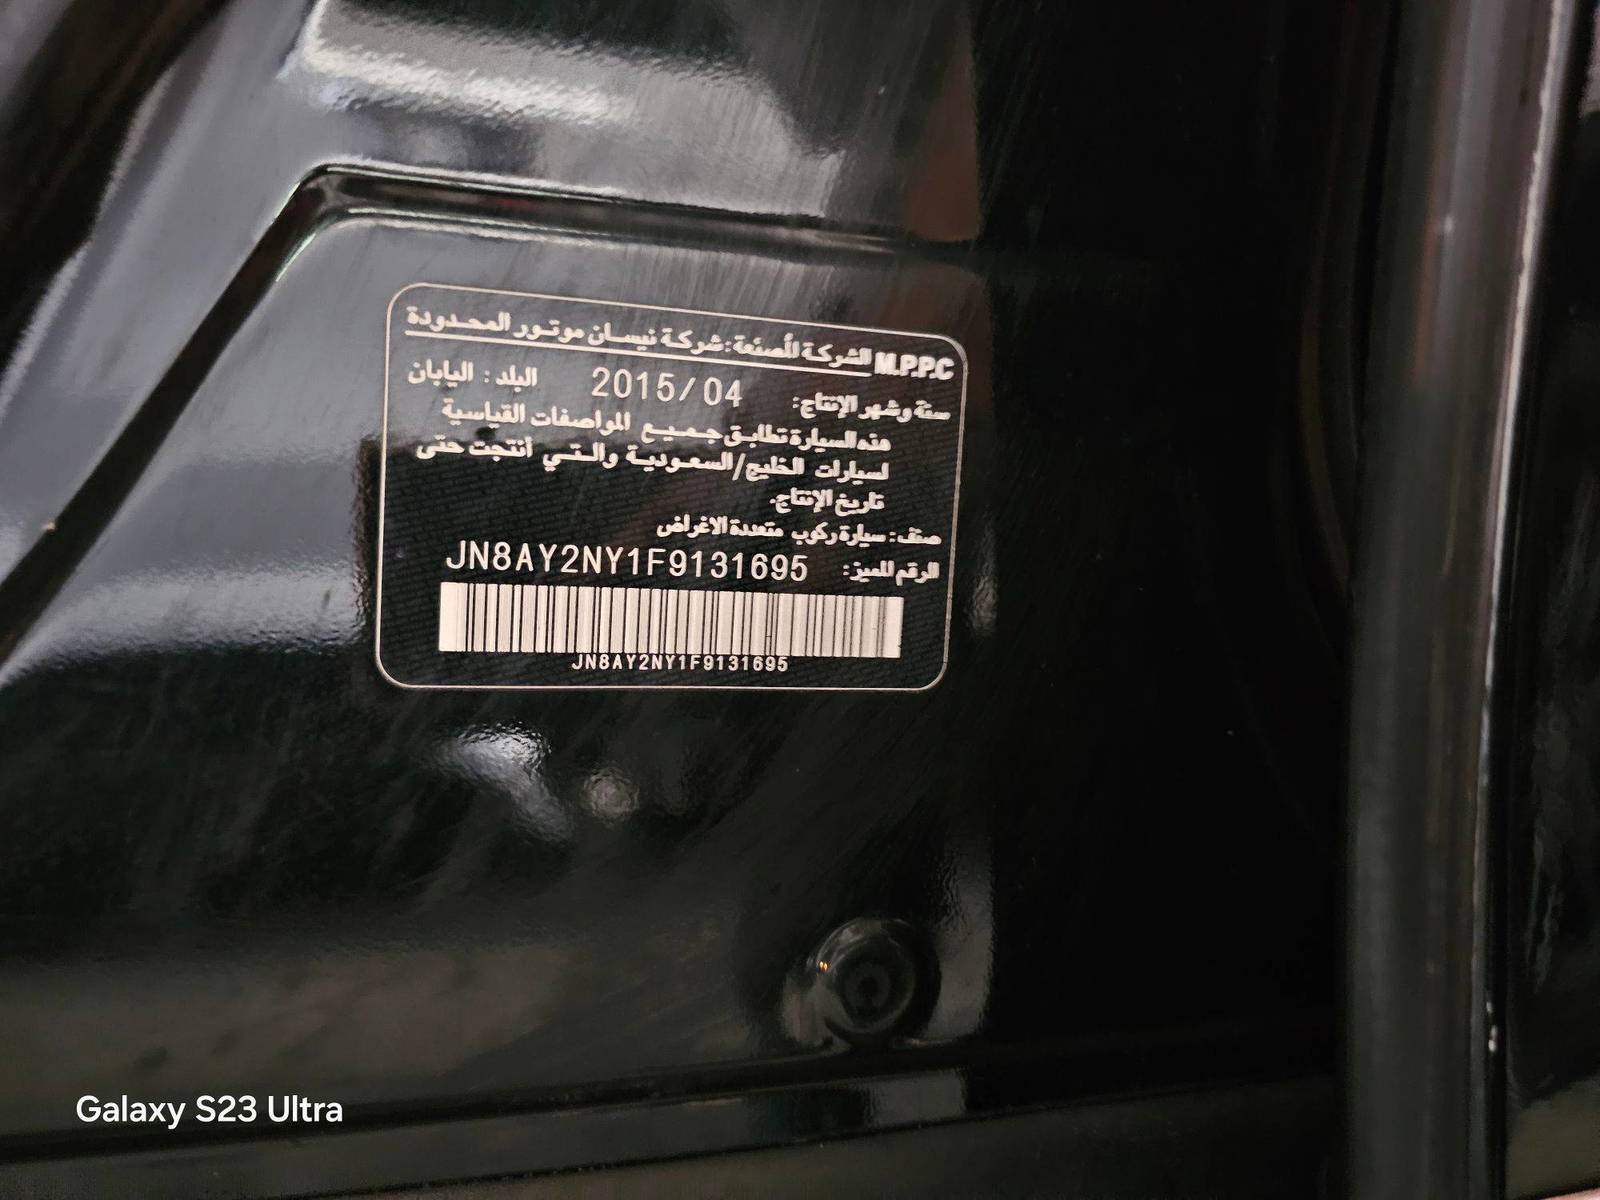 M.P.P.C الشركة المُصنعة: شركة نيسان موتور المحدودة
سنة وشهر الإنتاج: 2015/04 البلد: اليابان
هذه السيارة تطابق جميع المواصفات القياسية
لسيارات الخليج/السعودية والتي أنتجت حتى
تاريخ الإنتاج.
صنف: سيارة ركوب متعددة الاغراض
الرقم المميز: JN8AY2NY1F9131695
JN8AY2NY1F9131695
Galaxy S23 Ultra